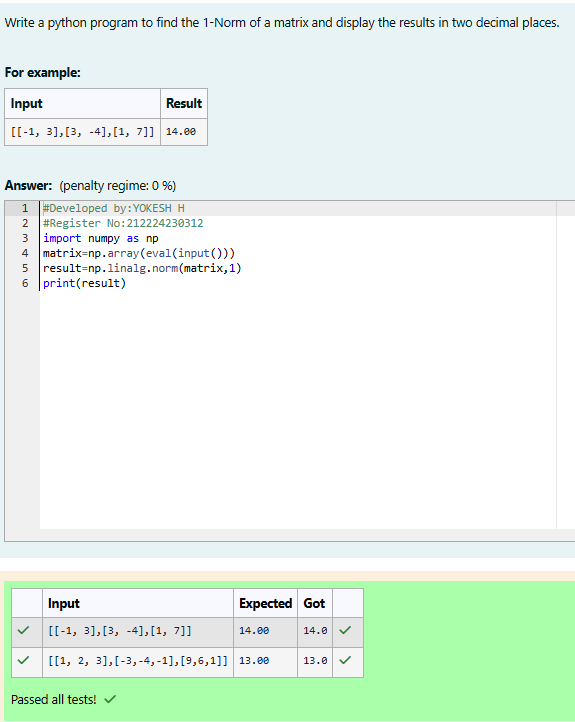 Write a python program to find the 1-Norm of a matrix and display the results in two decimal places.
For example:
Input Result
[[-1, 3],[3, -4],[1, 7]] 14.00
Answer: (penalty regime: 0 %)
1 #Developed by:YOKESH H
2 #Register No:212224230312
3 import numpy as np
4 matrix=np.array(eval(input()))
5 result=np.linalg.norm(matrix,1)
6 print(result)
Input Expected Got
✓ [[-1, 3],[3, -4],[1, 7]] 14.00 14.0 ✓
✓ [[1, 2, 3],[-3,-4,-1],[9,6,1]] 13.00 13.0 ✓
Passed all tests! ✓